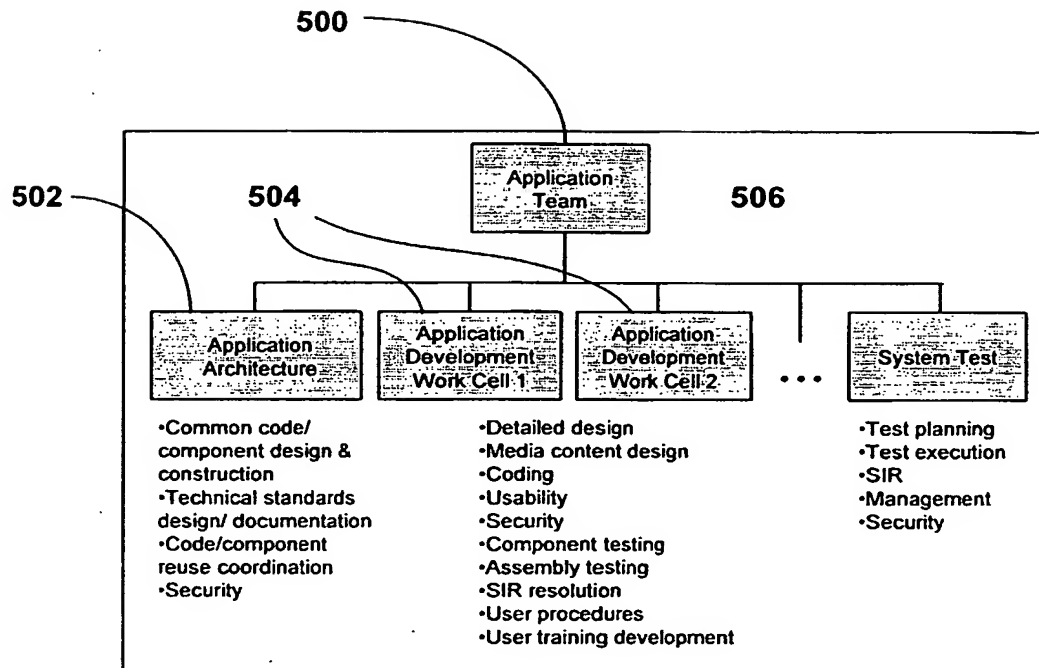 500
502
504
506
Application
Team
Application
Architecture
Application
Development
Work Cell 1
Application
Development
Work Cell 2
...
System Test
•Common code/
component design &
construction
•Technical standards
design/ documentation
•Code/component
reuse coordination
•Security
•Detailed design
•Media content design
•Coding
•Usability
•Security
•Component testing
•Assembly testing
•SIR resolution
•User procedures
•User training development
•Test planning
•Test execution
•SIR
•Management
•Security